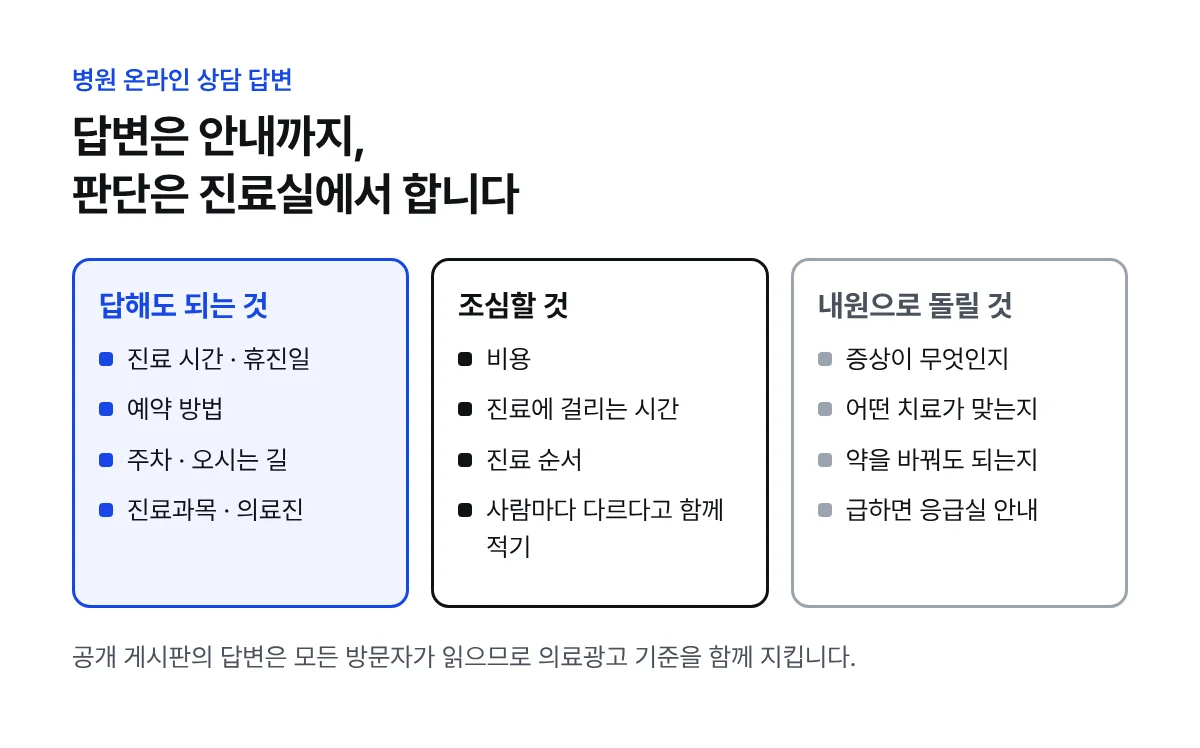 병원 온라인 상담 답변
답변은 안내까지,
판단은 진료실에서 합니다
답해도 되는 것
진료 시간 · 휴진일
예약 방법
주차 · 오시는 길
진료과목 · 의료진
조심할 것
비용
진료에 걸리는 시간
진료 순서
사람마다 다르다고 함께
적기
내원으로 돌릴 것
증상이 무엇인지
어떤 치료가 맞는지
약을 바꿔도 되는지
급하면 응급실 안내
공개 게시판의 답변은 모든 방문자가 읽으므로 의료광고 기준을 함께 지킵니다.